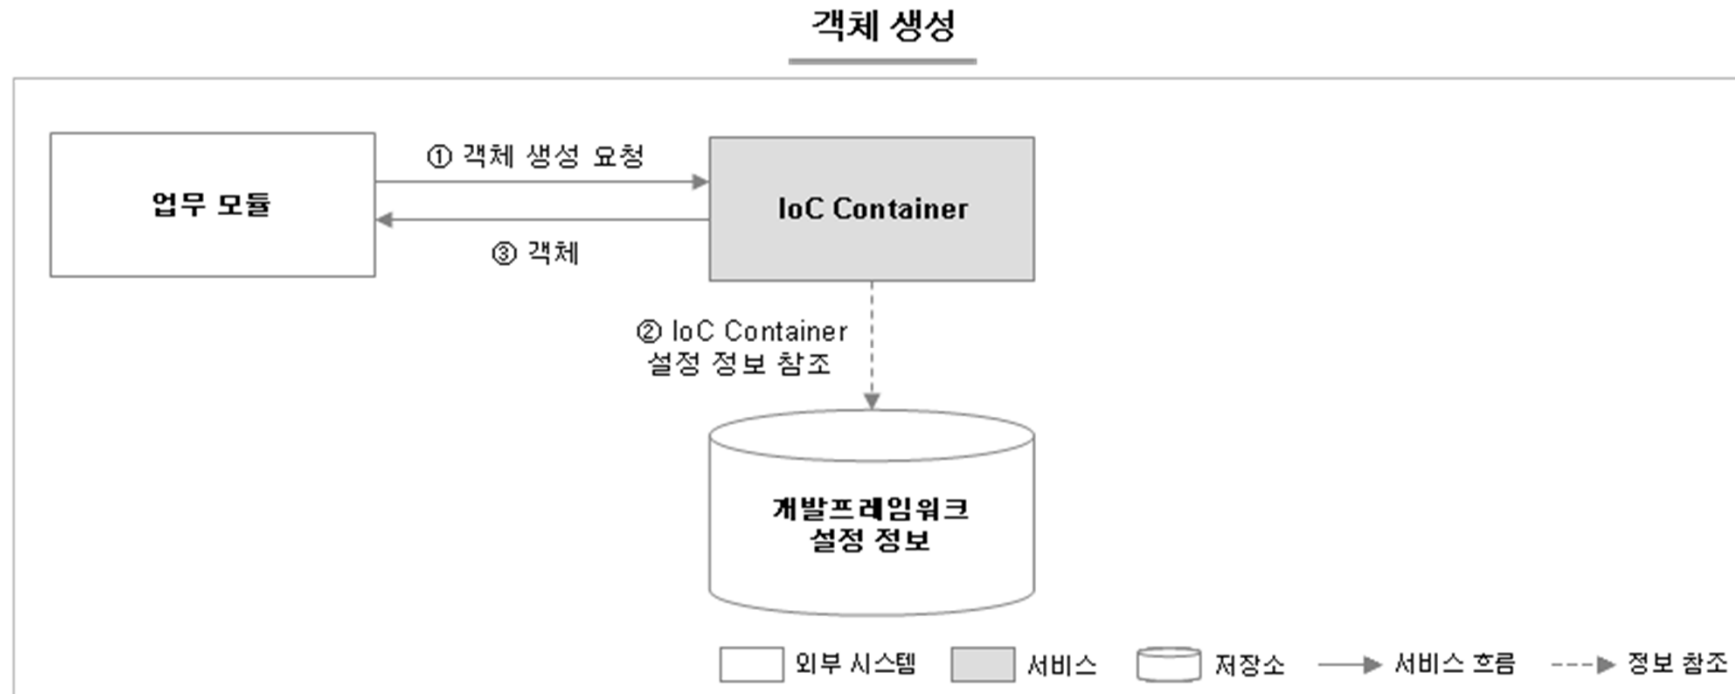 객체 생성
① 객체 생성 요청
업무 모듈
IoC Container
③ 객체
② IoC Container
설정 정보 참조
개발프레임워크
설정 정보
외부 시스템
서비스
저장소
서비스 흐름
정보 참조